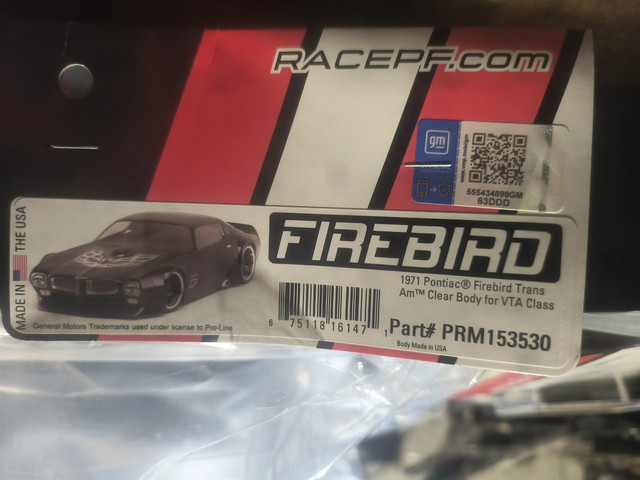 RACEPF.com
gm
555434899GM
63DDD
MADE IN THE USA
FIREBIRD
1971 Pontiac® Firebird Trans
Am™ Clear Body for VTA Class
General Motors Trademarks used under license to Pro-Line
6 75118 16147 1
Part# PRM153530
Body Made in USA